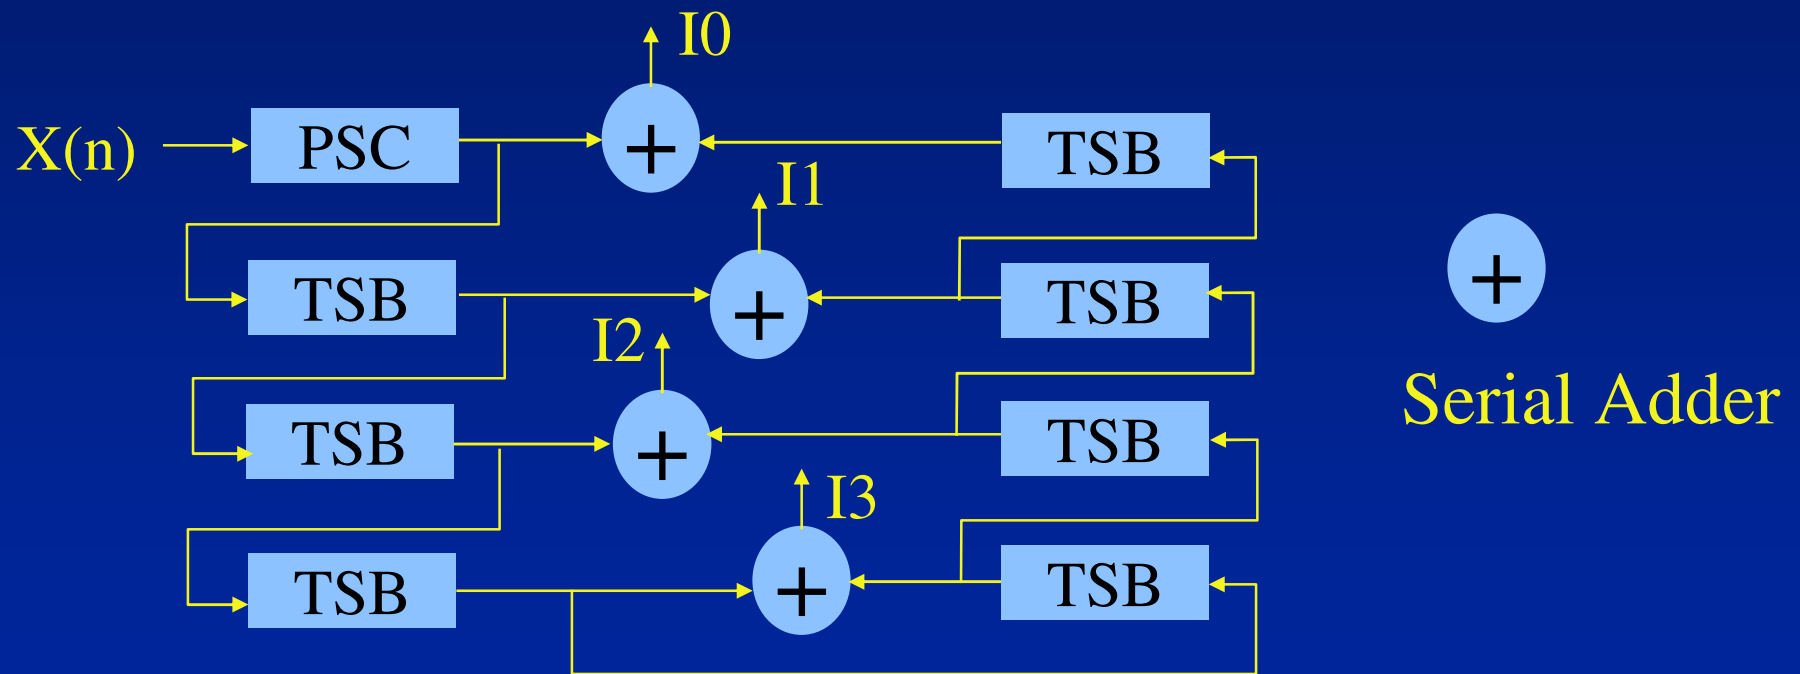 I0
X(n)
PSC
+
TSB
I1
TSB
+
TSB
+
I2
TSB
+
TSB
Serial Adder
I3
TSB
+
TSB